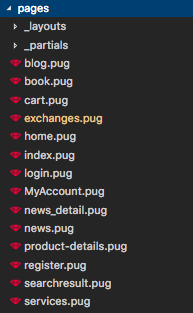 pages
_layouts
_partials
blog.pug
book.pug
cart.pug
exchanges.pug
home.pug
index.pug
login.pug
MyAccount.pug
news_detail.pug
news.pug
product-details.pug
register.pug
searchresult.pug
services.pug